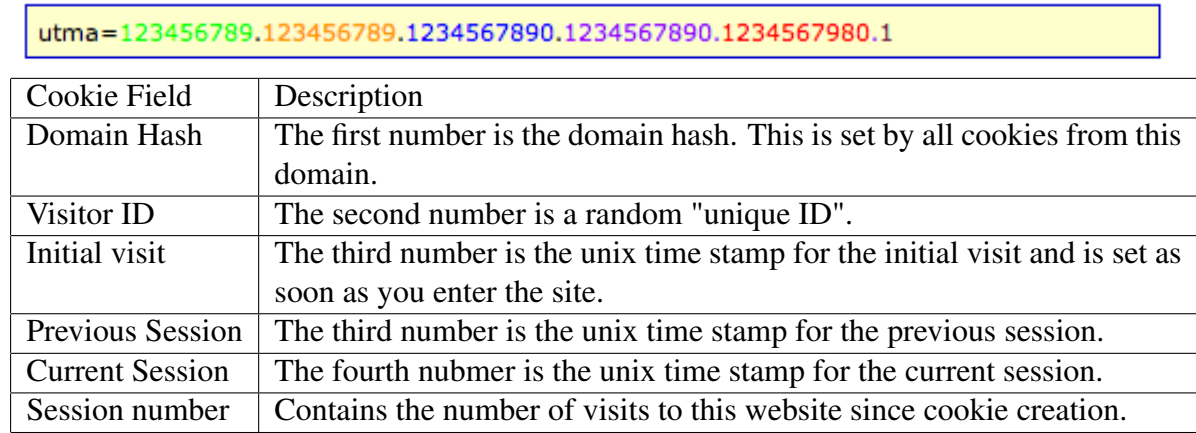 utma=123456789.123456789.1234567890.1234567890.1234567980.1
Cookie Field Description
Domain Hash The first number is the domain hash. This is set by all cookies from this
domain.
Visitor ID The second number is a random "unique ID".
Initial visit The third number is the unix time stamp for the initial visit and is set as
soon as you enter the site.
Previous Session The third number is the unix time stamp for the previous session.
Current Session The fourth nubmer is the unix time stamp for the current session.
Session number Contains the number of visits to this website since cookie creation.